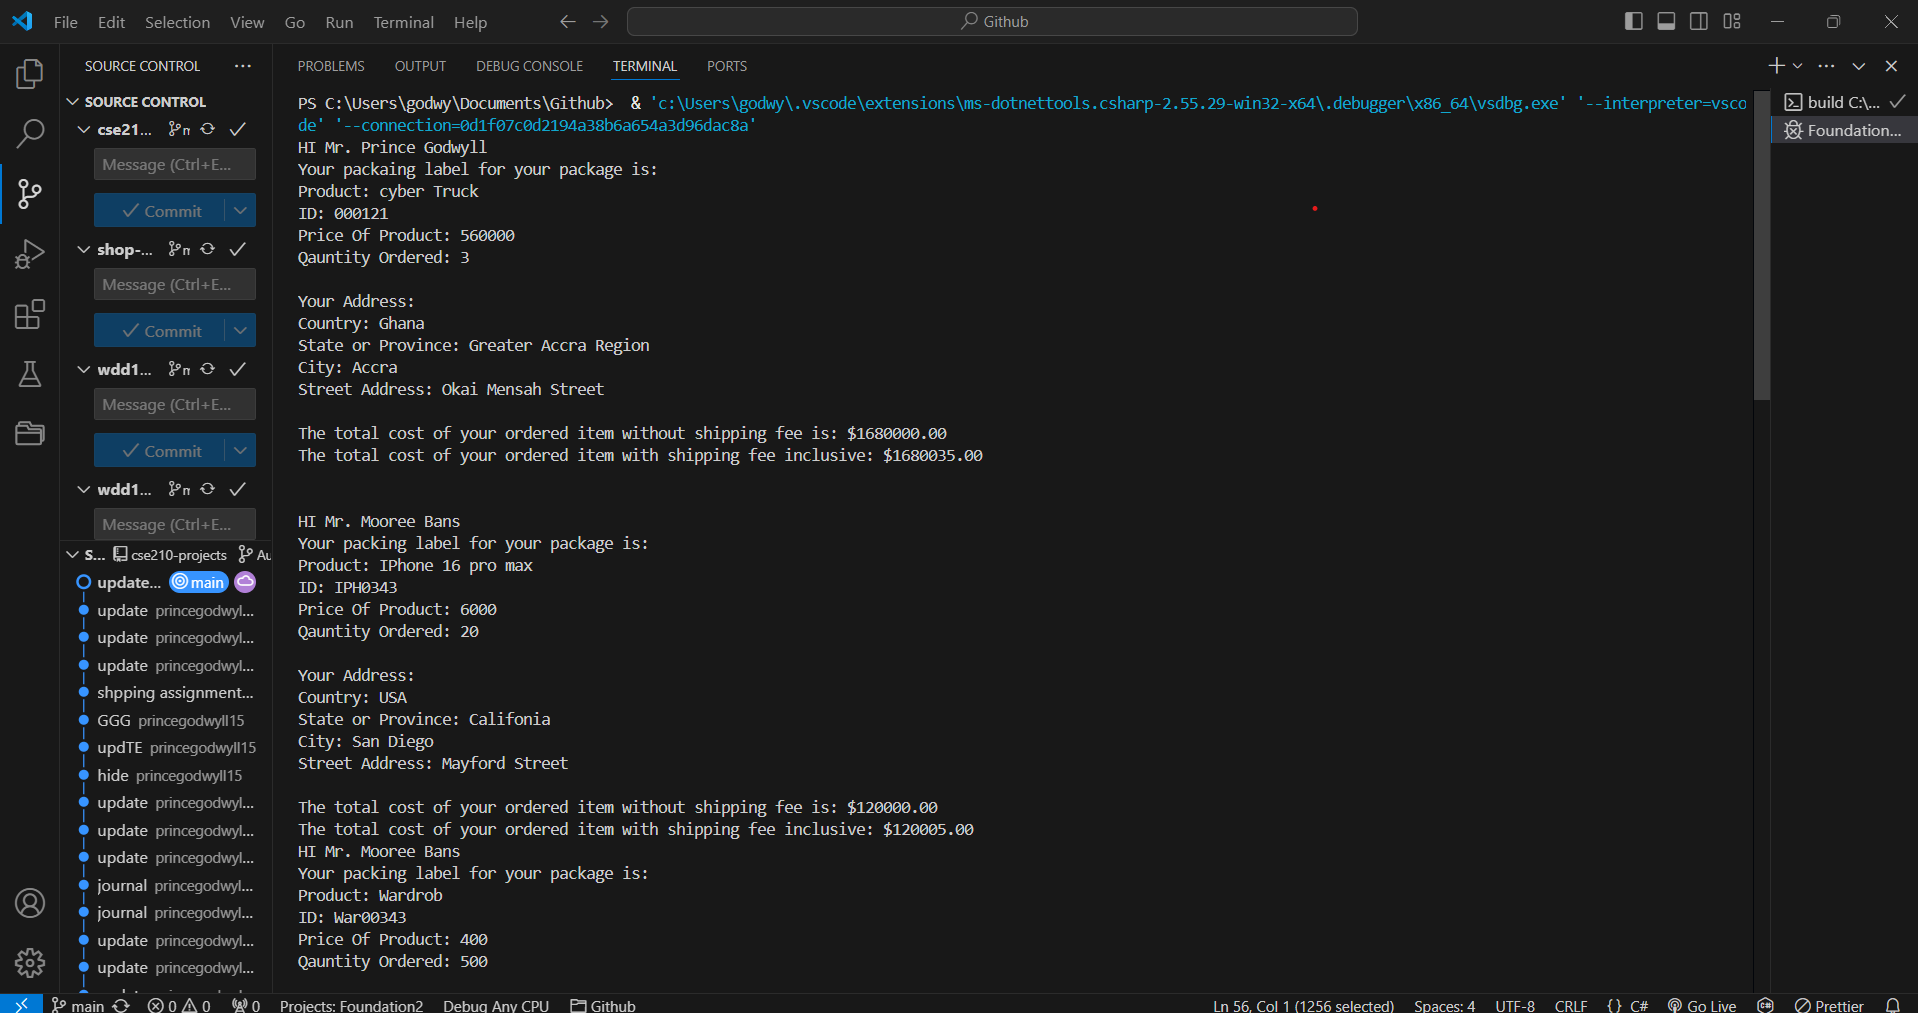 File Edit Selection View Go Run Terminal Help
Github
SOURCE CONTROL
PROBLEMS OUTPUT DEBUG CONSOLE TERMINAL PORTS
SOURCE CONTROL
cse21...
Message (Ctrl+E...
Commit
shop-...
Message (Ctrl+E...
Commit
wdd1...
Message (Ctrl+E...
Commit
wdd1...
Message (Ctrl+E...
S... cse210-projects Au
update... main
update princegodwyl...
update princegodwyl...
update princegodwyl...
shpping assignment...
GGG princegodwyll15
updTE princegodwyll15
hide princegodwyll15
update princegodwyl...
update princegodwyl...
update princegodwyl...
journal princegodwyl...
journal princegodwyl...
update princegodwyl...
update princegodwyl...
PS C:\Users\godwy\Documents\Github> & 'c:\Users\godwy\.vscode\extensions\ms-dotnettools.csharp-2.55.29-win32-x64\.debugger\x86_64\vsdbg.exe' '--interpreter=vsco
de' '--connection=0d1f07c0d2194a38b6a654a3d96dac8a'
HI Mr. Prince Godwyll
Your packaing label for your package is:
Product: cyber Truck
ID: 000121
Price Of Product: 560000
Qauntity Ordered: 3
Your Address:
Country: Ghana
State or Province: Greater Accra Region
City: Accra
Street Address: Okai Mensah Street
The total cost of your ordered item without shipping fee is: $1680000.00
The total cost of your ordered item with shipping fee inclusive: $1680035.00
HI Mr. Mooree Bans
Your packing label for your package is:
Product: IPhone 16 pro max
ID: IPH0343
Price Of Product: 6000
Qauntity Ordered: 20
Your Address:
Country: USA
State or Province: Califonia
City: San Diego
Street Address: Mayford Street
The total cost of your ordered item without shipping fee is: $120000.00
The total cost of your ordered item with shipping fee inclusive: $120005.00
HI Mr. Mooree Bans
Your packing label for your package is:
Product: Wardrob
ID: War00343
Price Of Product: 400
Qauntity Ordered: 500
build C:\...
Foundation...
main 0 0 0 Projects: Foundation2 Debug Any CPU Github Ln 56, Col 1 (1256 selected) Spaces: 4 UTF-8 CRLF {} C# Go Live Prettier